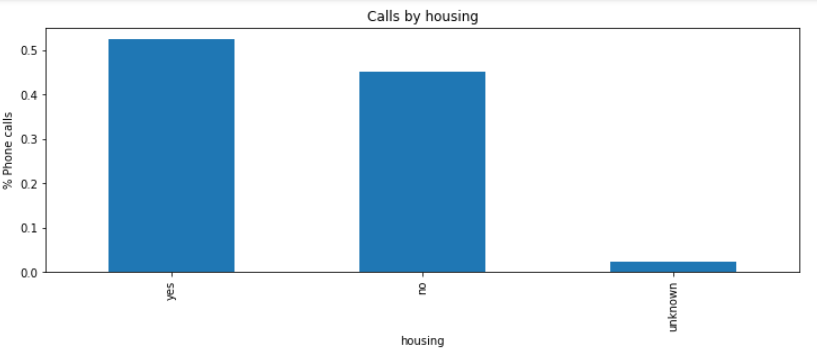 Calls by housing
% Phone calls
0.5
0.4
0.3
0.2
0.1
0.0
yes
no
unknown
housing